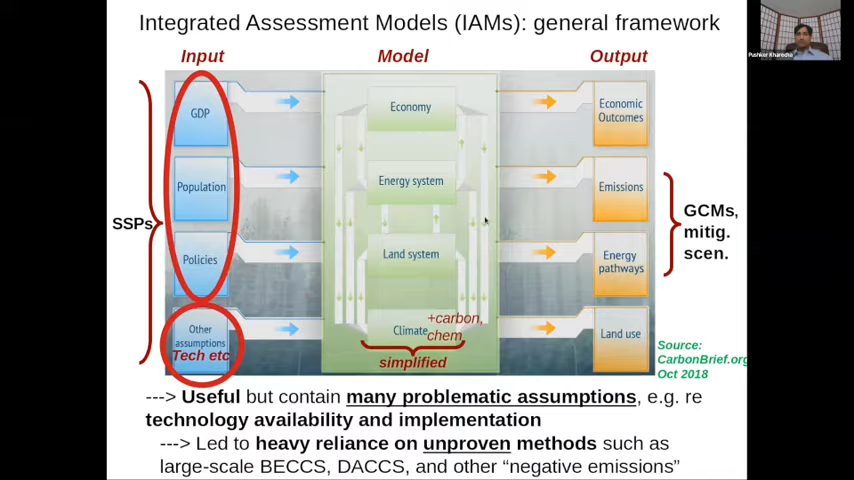 Integrated Assessment Models (IAMs): general framework
Input
Model
Output
Pushker Kharecha
SSPs
GDP
Population
Policies
Other
assumptions
Tech etc
Economy
Energy system
Land system
Climate
+carbon,
chem
simplified
Economic
Outcomes
Emissions
Energy
pathways
Land use
GCMs,
mitig.
scen.
Source:
CarbonBrief.org
Oct 2018
---> Useful but contain many problematic assumptions, e.g. re
technology availability and implementation
---> Led to heavy reliance on unproven methods such as
large-scale BECCS, DACCS, and other “negative emissions”